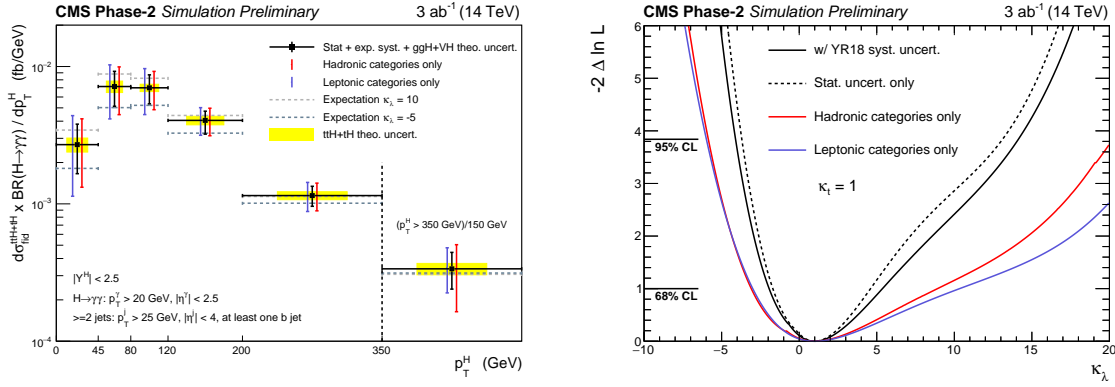 CMS Phase-2 Simulation Preliminary 3 ab⁻¹ (14 TeV)
dσ_fid^ttH+tH x BR(H→γγ) / dp_T^H (fb/GeV)
10⁻²
10⁻³
10⁻⁴
Stat + exp. syst. + ggH+VH theo. uncert.
Hadronic categories only
Leptonic categories only
Expectation κ_λ = 10
Expectation κ_λ = -5
ttH+tH theo. uncert.
(p_T^H > 350 GeV)/150 GeV
|Y^H| < 2.5
H→γγ: p_T^γ > 20 GeV, |η^γ| < 2.5
>=2 jets: p_T^j > 25 GeV, |η^j| < 4, at least one b jet
0 45 80 120 200 350
p_T^H (GeV)
CMS Phase-2 Simulation Preliminary 3 ab⁻¹ (14 TeV)
-2 Δ ln L
6
5
4
3
2
1
0
w/ YR18 syst. uncert.
Stat. uncert. only
Hadronic categories only
Leptonic categories only
κ_t = 1
95% CL
68% CL
−10 −5 0 5 10 15 20
κ_λ